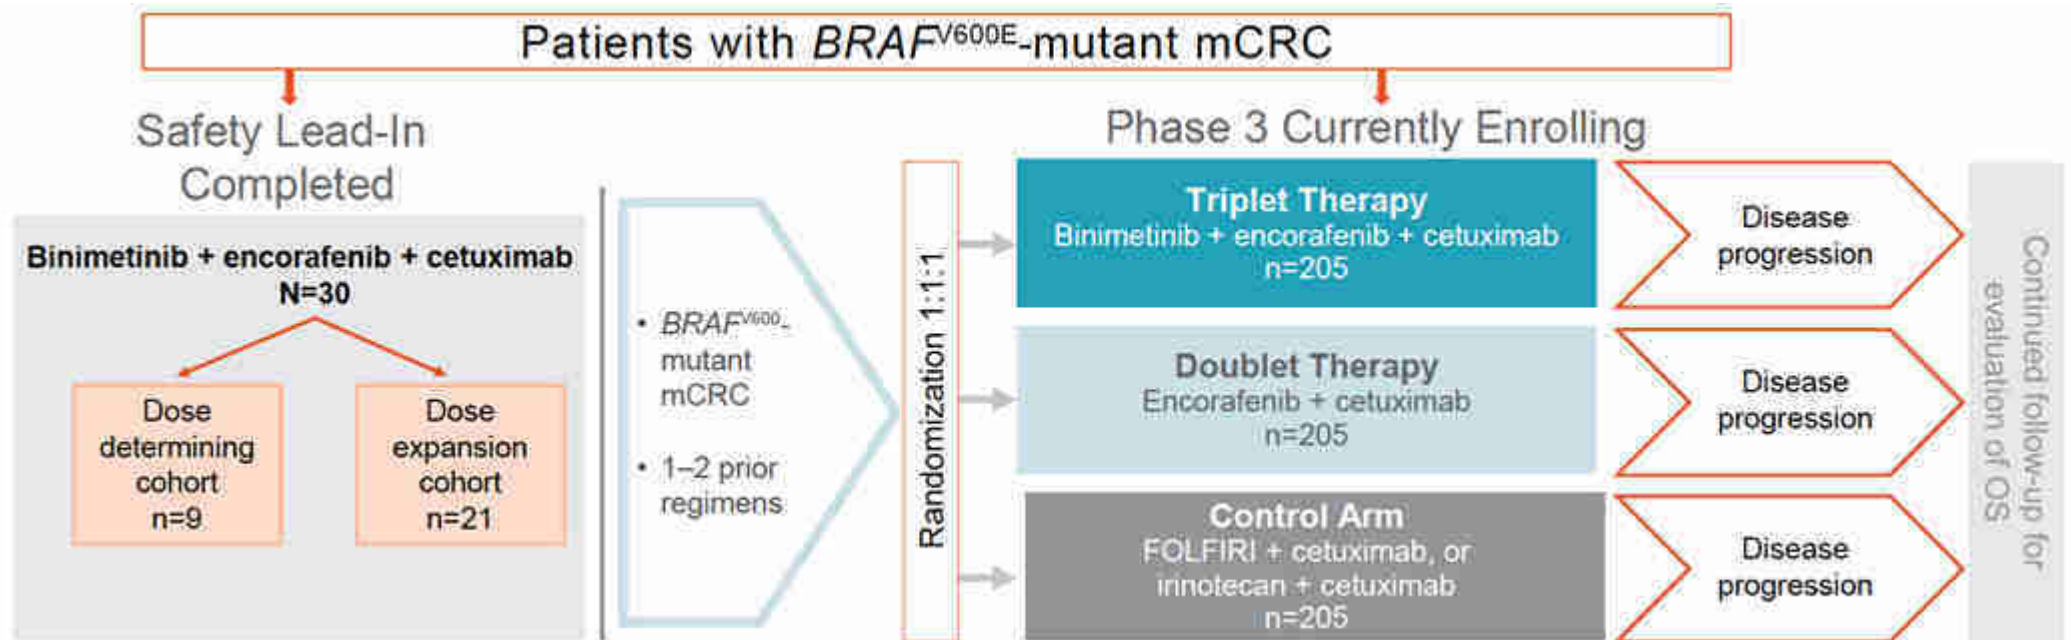 Patients with BRAFV600E-mutant mCRC
Safety Lead-In
Completed
Binimetinib + encorafenib + cetuximab
N=30
Dose
determining
cohort
n=9
Dose
expansion
cohort
n=21
• BRAFV600-
mutant
mCRC
• 1–2 prior
regimens
Randomization 1:1:1
Phase 3 Currently Enrolling
Triplet Therapy
Binimetinib + encorafenib + cetuximab
n=205
Disease
progression
Doublet Therapy
Encorafenib + cetuximab
n=205
Disease
progression
Control Arm
FOLFIRI + cetuximab, or
irinotecan + cetuximab
n=205
Disease
progression
Continued follow-up for
evaluation of OS